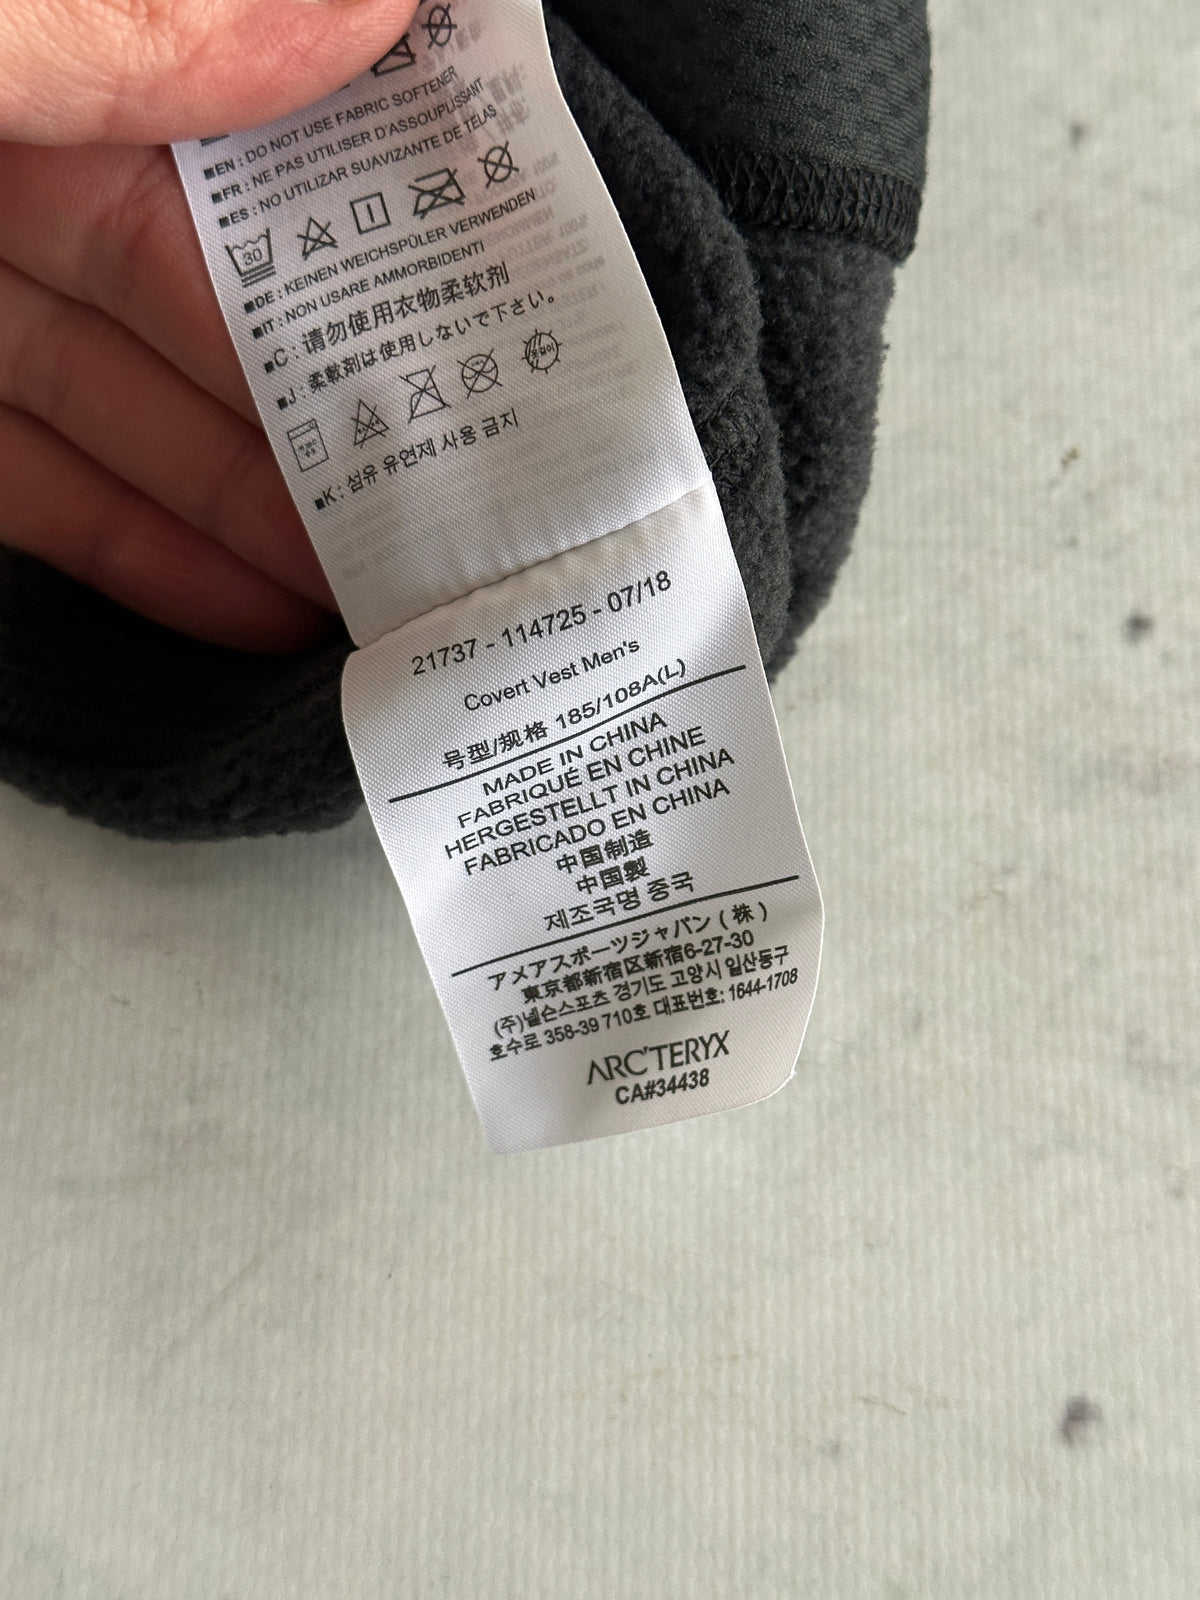 ■EN : DO NOT USE FABRIC SOFTENER
■FR : NE PAS UTILISER D'ASSOUPLISSANT
■ES : NO UTILIZAR SUAVIZANTE DE TELAS
30
■DE : KEINEN WEICHSPÜLER VERWENDEN
■IT : NON USARE AMMORBIDENTI
■C : 请勿使用衣物柔软剂
■J : 柔軟剤は使用しないで下さい。
옷걸이
■K : 섬유 유연제 사용 금지
21737 - 114725 - 07/18
Covert Vest Men's
号型/规格 185/108A(L)
MADE IN CHINA
FABRIQUÉ EN CHINE
HERGESTELLT IN CHINA
FABRICADO EN CHINA
中国制造
中国製
제조국명 중국
アメアスポーツジャパン ( 株 )
東京都新宿区新宿6-27-30
(주)넬슨스포츠 경기도 고양시 일산동구
호수로 358-39 710호 대표번호: 1644-1708
ARC'TERYX
CA#34438